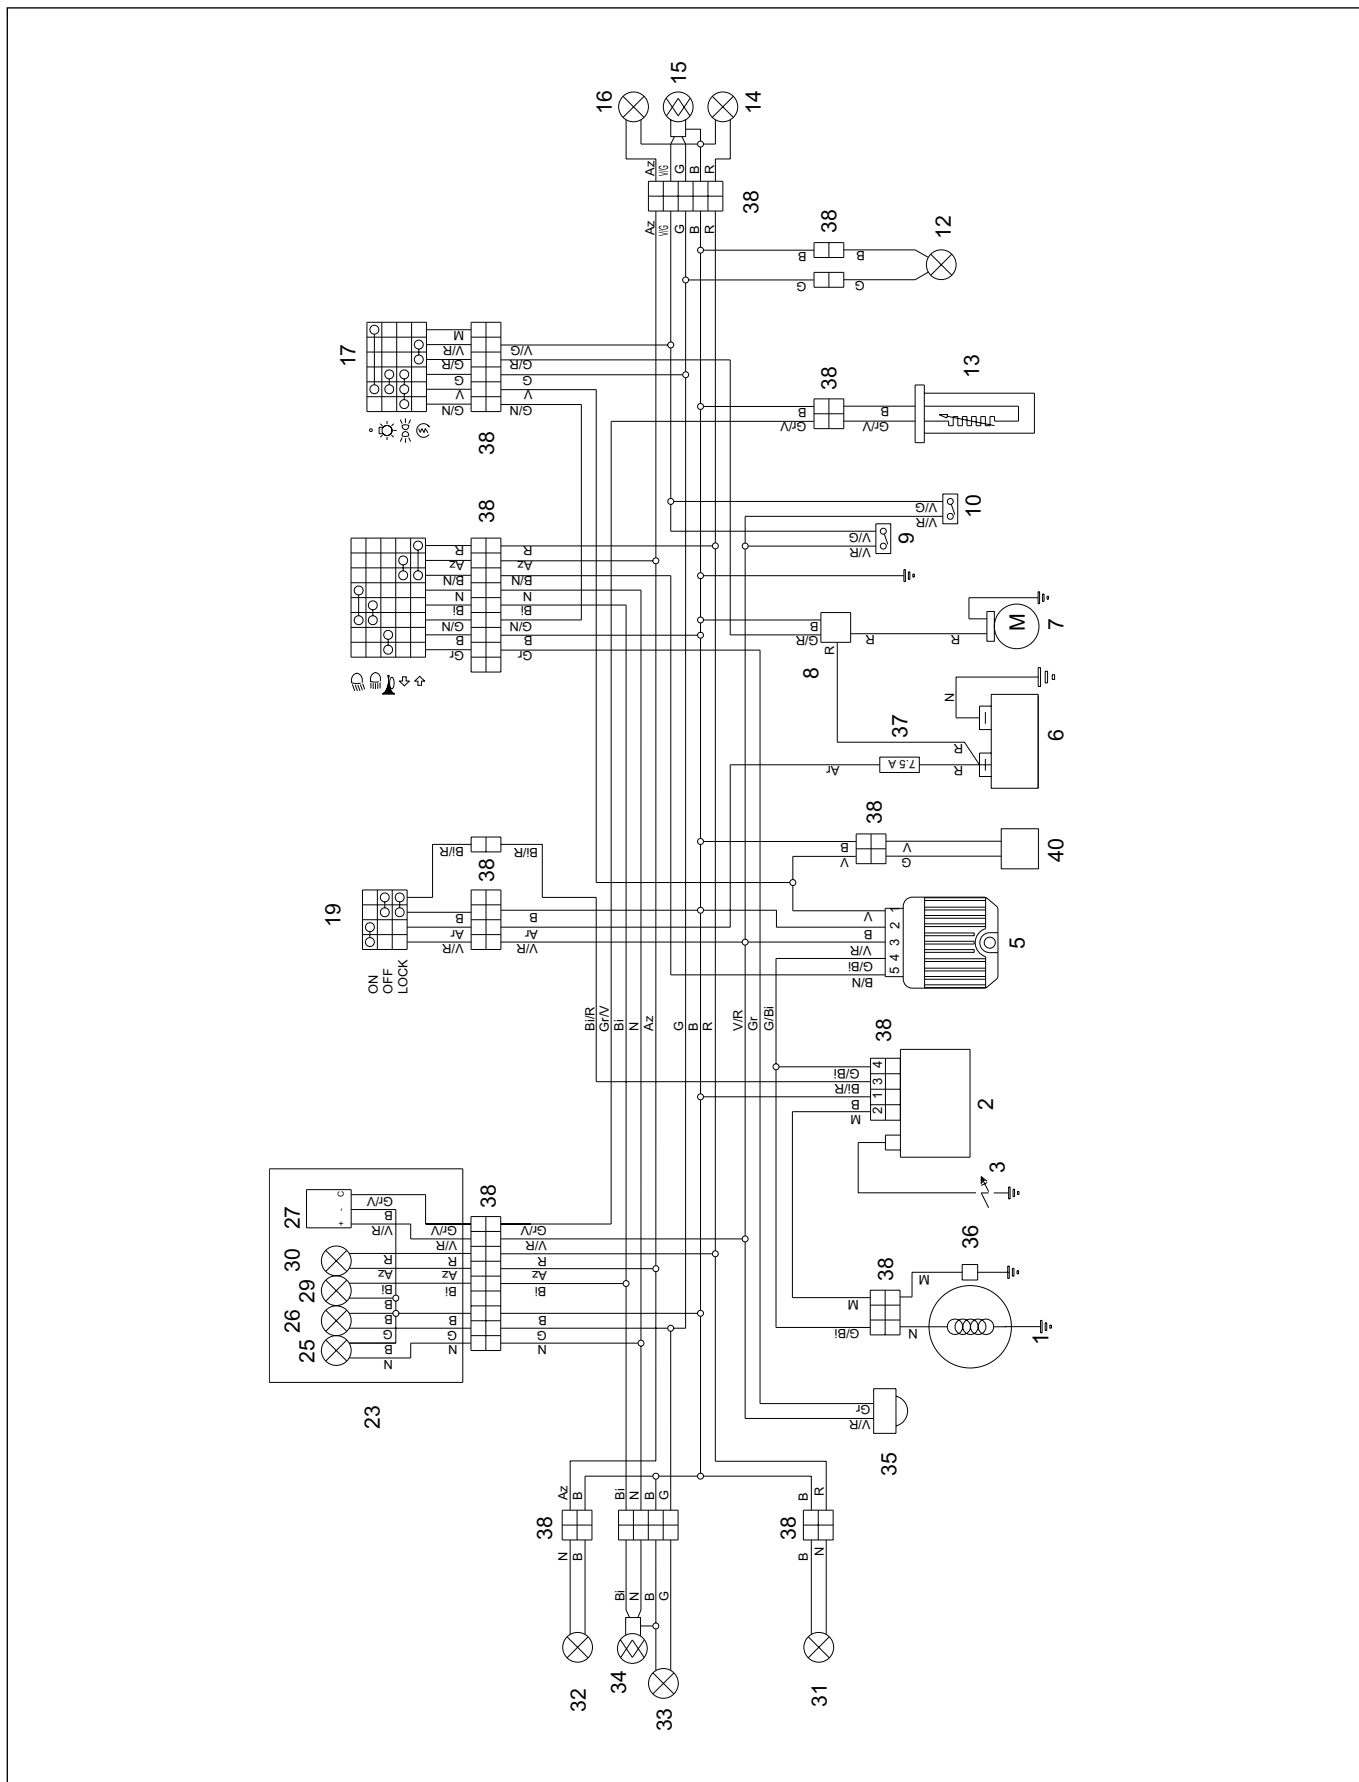 15
16
14
Az
V/G
G
B
R
38
Az
V/G
G
B
R
38
12
B
B
G
G
17
M
V/R
G/R
G
V
G/N
V/G
G/R
G
V
G/N
38
38
13
B
B
Gr/V
Gr/V
38
R
Az
B/N
N
Bi
G/N
B
Gr
R
Az
B/N
N
Bi
G/N
B
Gr
10
V/G
V/R
9
V/G
V/R
8
B
G/R
R
R
R
M
7
37
N
R
R
7.5 A
Ar
6
19
ON
OFF
LOCK
Bi/R
Bi/R
38
B
Ar
V/R
B
Ar
V/R
38
B
V
V
G
40
V
B
V/R
G/Bi
B/N
1
2
3
4
5
5
Bi/R
Gr/V
Bi
N
Az
G
B
R
V/R
Gr
G/Bi
38
G/Bi
Bi/R
B
M
4
3
1
2
2
3
27
+
-
C
Gr/V
B
V/R
30
29
26
25
R
Az
Bi
B
B
G
B
N
Gr/V
V/R
R
Az
Bi
B
G
N
38
Gr/V
V/R
R
Az
Bi
B
G
N
23
36
38
M
M
G/Bi
N
1
35
Gr
V/R
Az
B
38
N
B
32
Bi
N
B
G
Bi
N
B
G
34
33
B
R
38
B
N
31